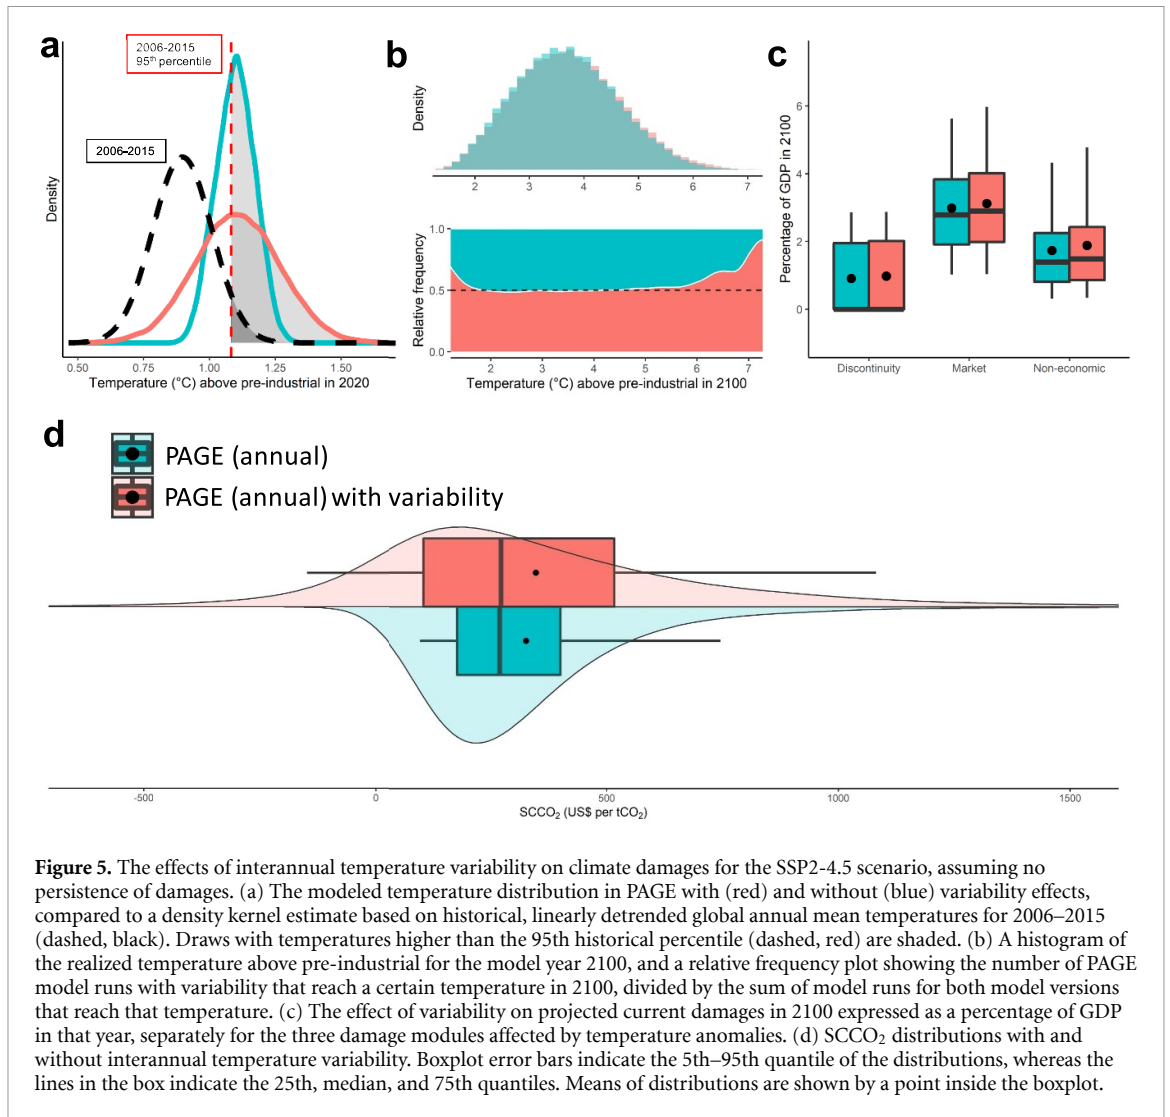 a
2006-2015
95th percentile
2006-2015
Density
0.50
0.75
1.00
1.25
1.50
Temperature (°C) above pre-industrial in 2020
b
Density
2
3
4
5
6
7
Relative frequency
1.0
0.5
0.0
2
3
4
5
6
7
Temperature (°C) above pre-industrial in 2100
c
Percentage of GDP in 2100
6
4
2
0
Discontinuity
Market
Non-economic
d
PAGE (annual)
PAGE (annual) with variability
-500
0
500
1000
1500
SCCO₂ (US$ per tCO₂)
Figure 5. The effects of interannual temperature variability on climate damages for the SSP2-4.5 scenario, assuming no
persistence of damages. (a) The modeled temperature distribution in PAGE with (red) and without (blue) variability effects,
compared to a density kernel estimate based on historical, linearly detrended global annual mean temperatures for 2006–2015
(dashed, black). Draws with temperatures higher than the 95th historical percentile (dashed, red) are shaded. (b) A histogram of
the realized temperature above pre-industrial for the model year 2100, and a relative frequency plot showing the number of PAGE
model runs with variability that reach a certain temperature in 2100, divided by the sum of model runs for both model versions
that reach that temperature. (c) The effect of variability on projected current damages in 2100 expressed as a percentage of GDP
in that year, separately for the three damage modules affected by temperature anomalies. (d) SCCO₂ distributions with and
without interannual temperature variability. Boxplot error bars indicate the 5th–95th quantile of the distributions, whereas the
lines in the box indicate the 25th, median, and 75th quantiles. Means of distributions are shown by a point inside the boxplot.